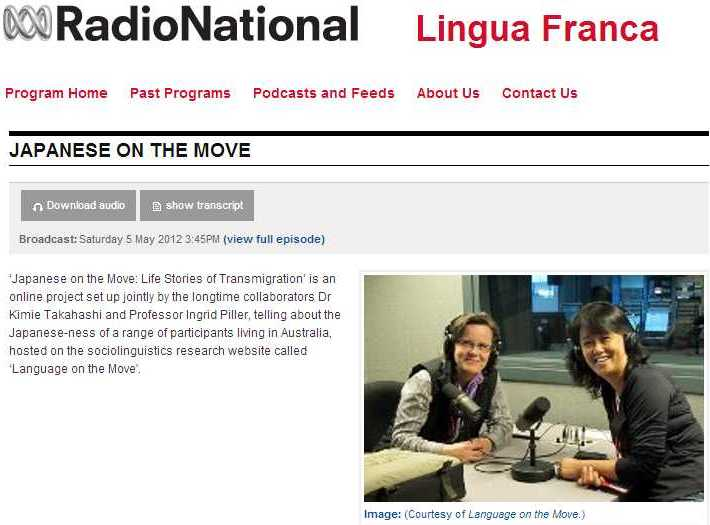 RadioNational Lingua Franca
Program Home Past Programs Podcasts and Feeds About Us Contact Us
JAPANESE ON THE MOVE
Download audio show transcript
Broadcast: Saturday 5 May 2012 3:45PM (view full episode)
‘Japanese on the Move: Life Stories of Transmigration’ is an
online project set up jointly by the longtime collaborators Dr
Kimie Takahashi and Professor Ingrid Piller, telling about the
Japanese-ness of a range of participants living in Australia,
hosted on the sociolinguistics research website called
‘Language on the Move’.
Image: (Courtesy of Language on the Move.)